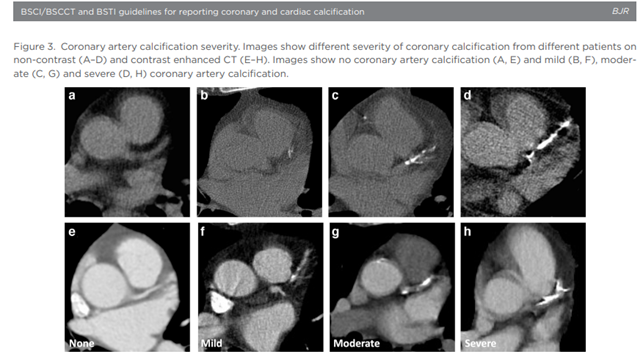 BSCI/BSCCT and BSTI guidelines for reporting coronary and cardiac calcification BJR
Figure 3. Coronary artery calcification severity. Images show different severity of coronary calcification from different patients on
non-contrast (A–D) and contrast enhanced CT (E–H). Images show no coronary artery calcification (A, E) and mild (B, F), moder-
ate (C, G) and severe (D, H) coronary artery calcification.
a b c d
e f g h
None Mild Moderate Severe